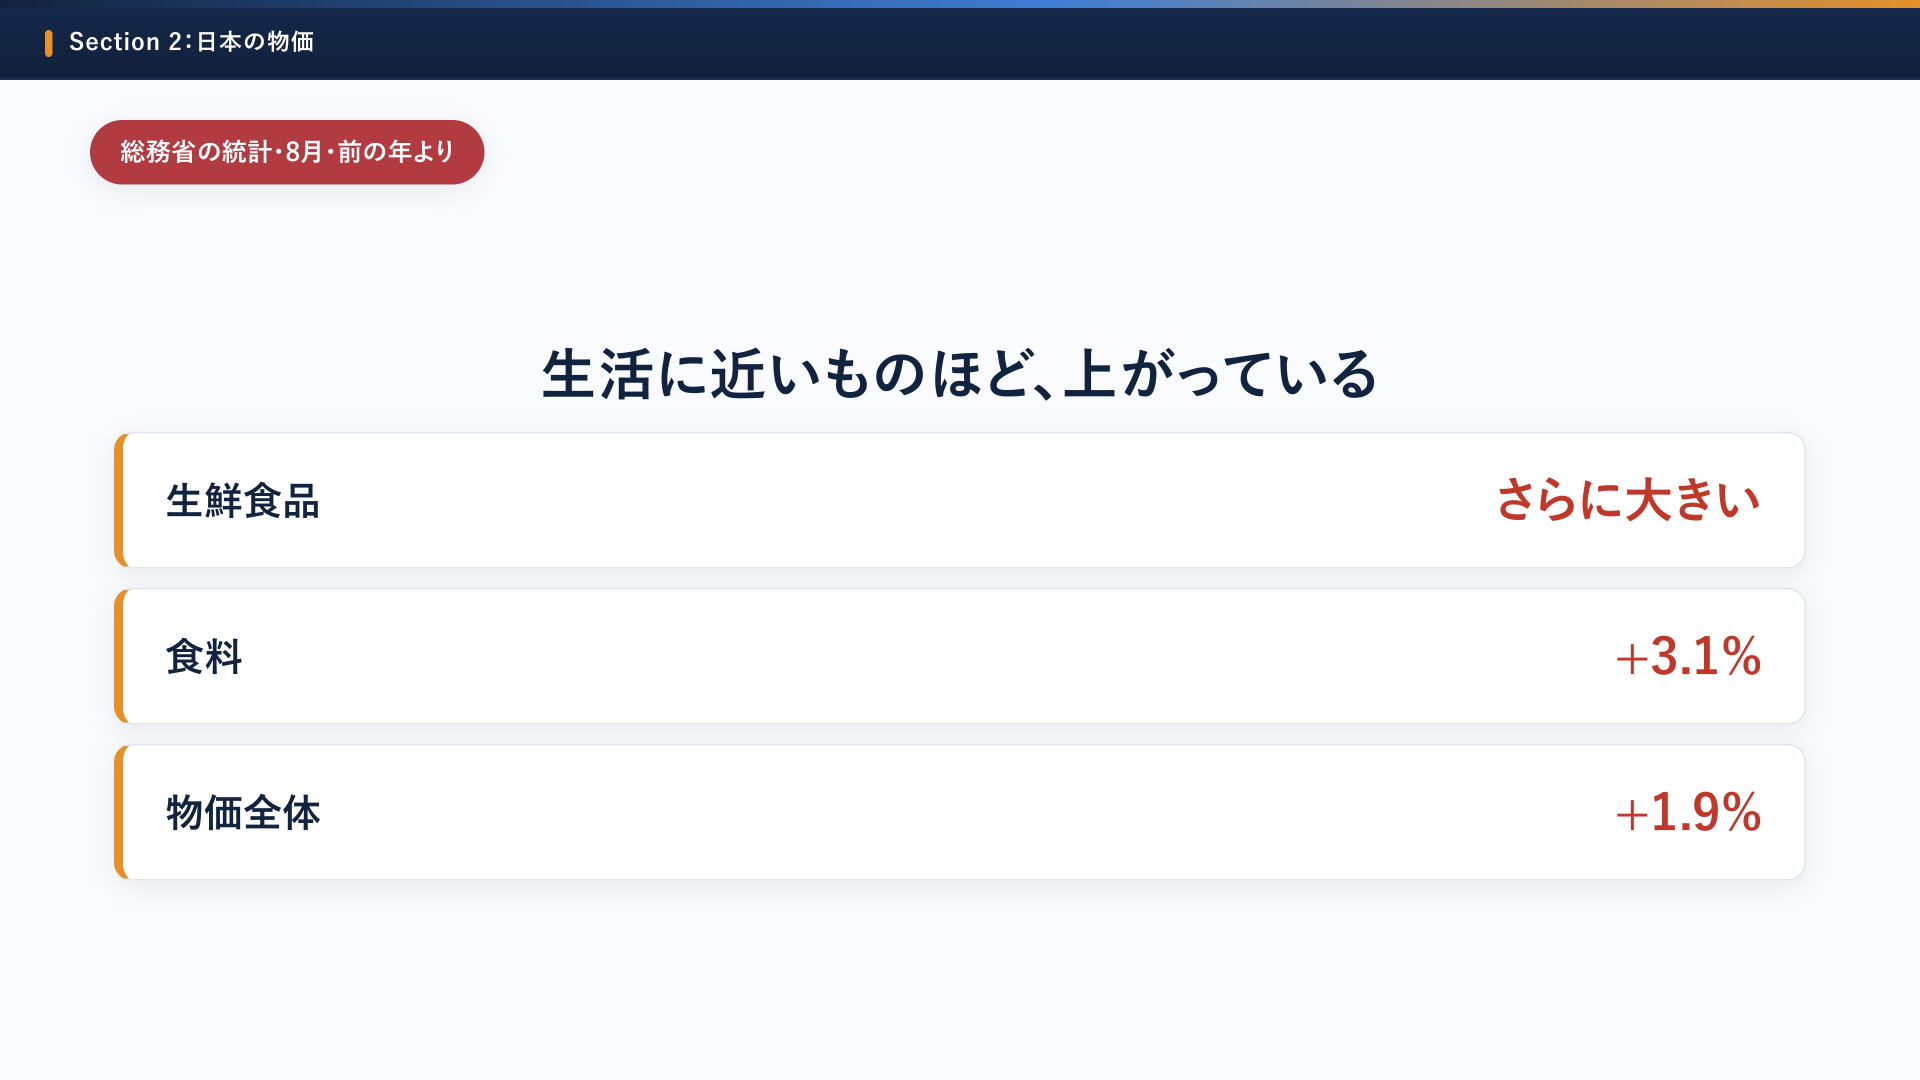 Section 2：日本の物価
総務省の統計・8月・前の年より
生活に近いものほど、上がっている
生鮮食品
さらに大きい
食料
＋3.1％
物価全体
＋1.9％